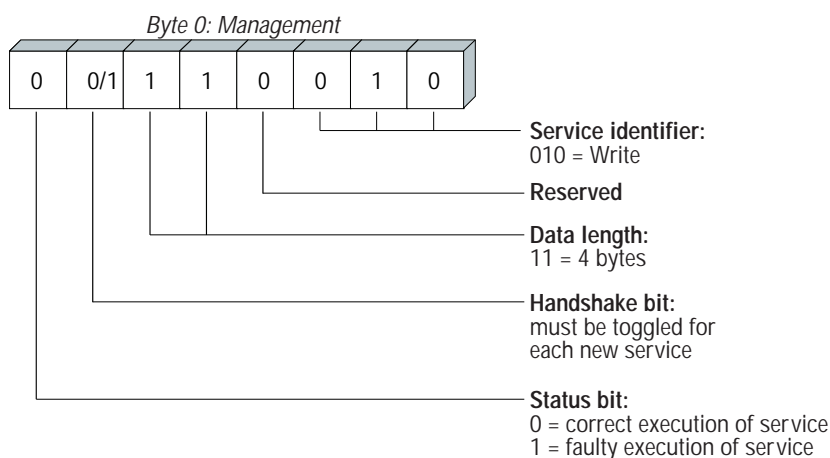 Byte 0: Management
0 0/1 1 1 0 0 1 0
Service identifier:
010 = Write
Reserved
Data length:
11 = 4 bytes
Handshake bit:
must be toggled for
each new service
Status bit:
0 = correct execution of service
1 = faulty execution of service